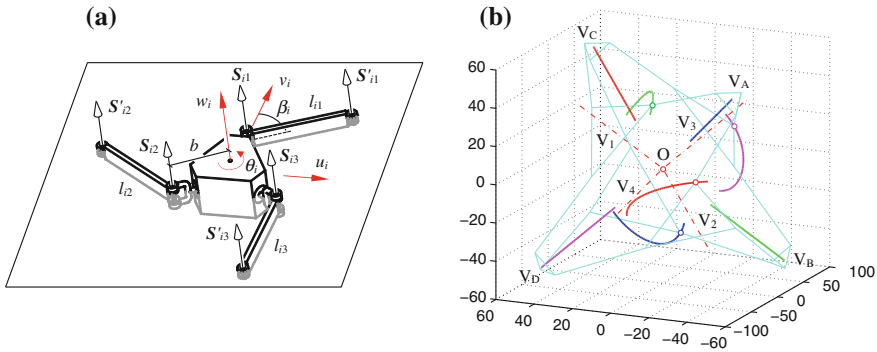 (a)
S'i2
S'i1
Si1
vi
wi
βi
li1
Si2
b
Si3
ui
θi
li2
S'i3
li3
(b)
VC
VA
V3
V1
O
V4
V2
VD
VB
60
40
20
0
−20
−40
−60
60
40
20
0
−20
−40
−60
−100
−50
0
50
100